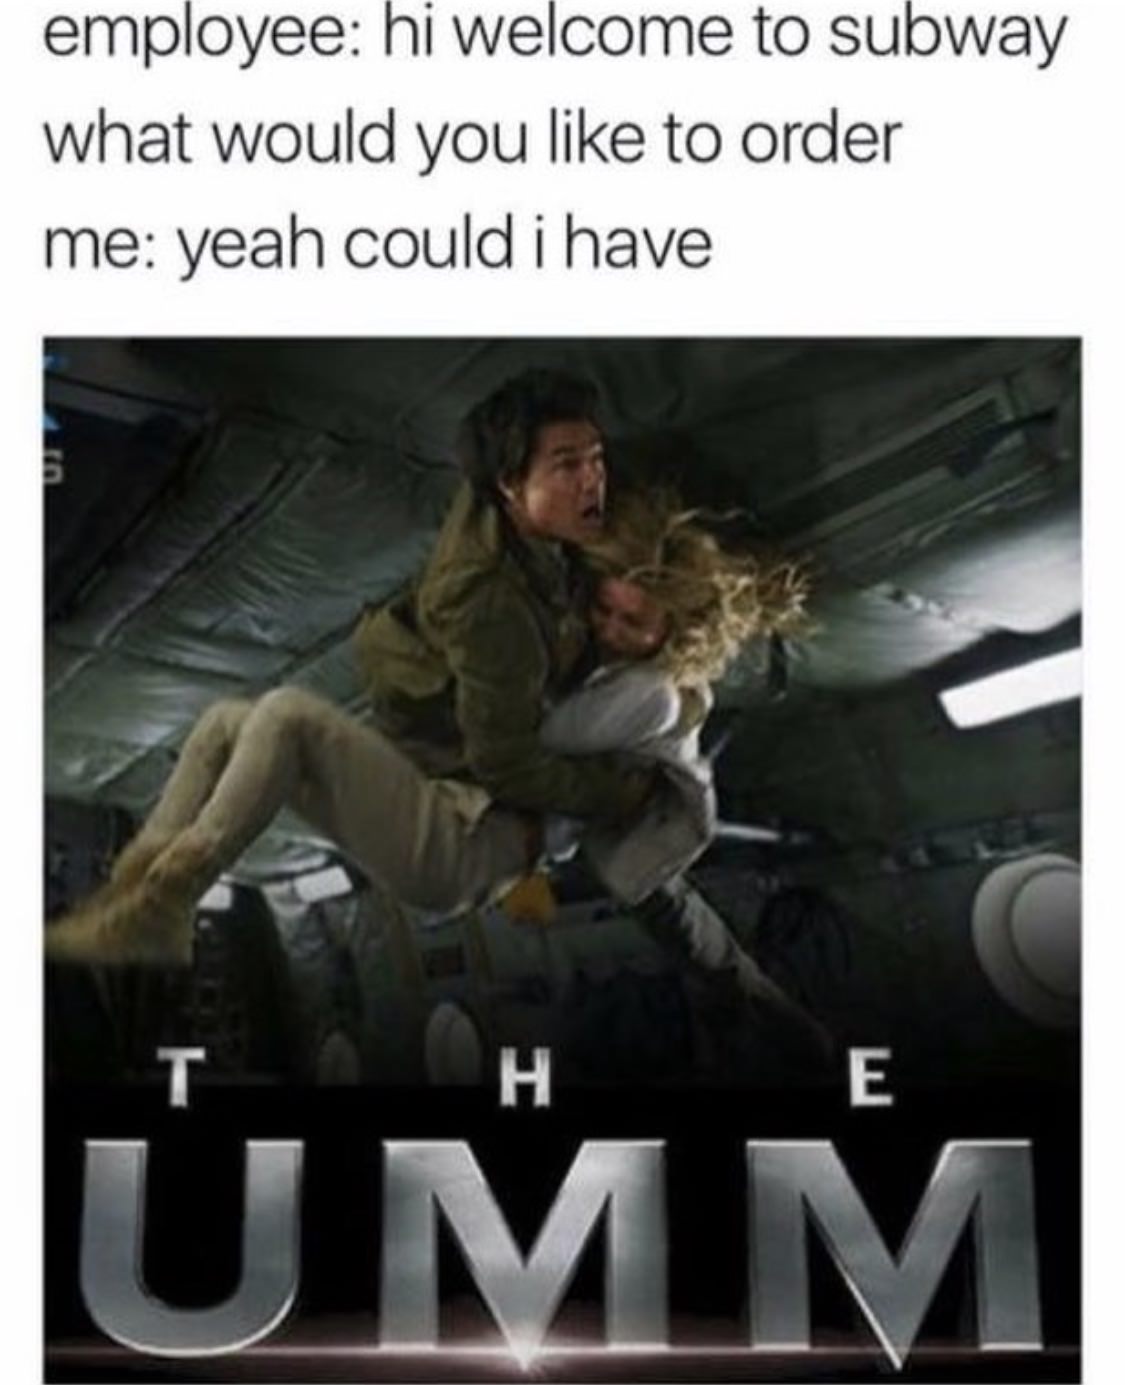 employee: hi welcome to subway
what would you like to order
me: yeah could i have
T H E
UMM